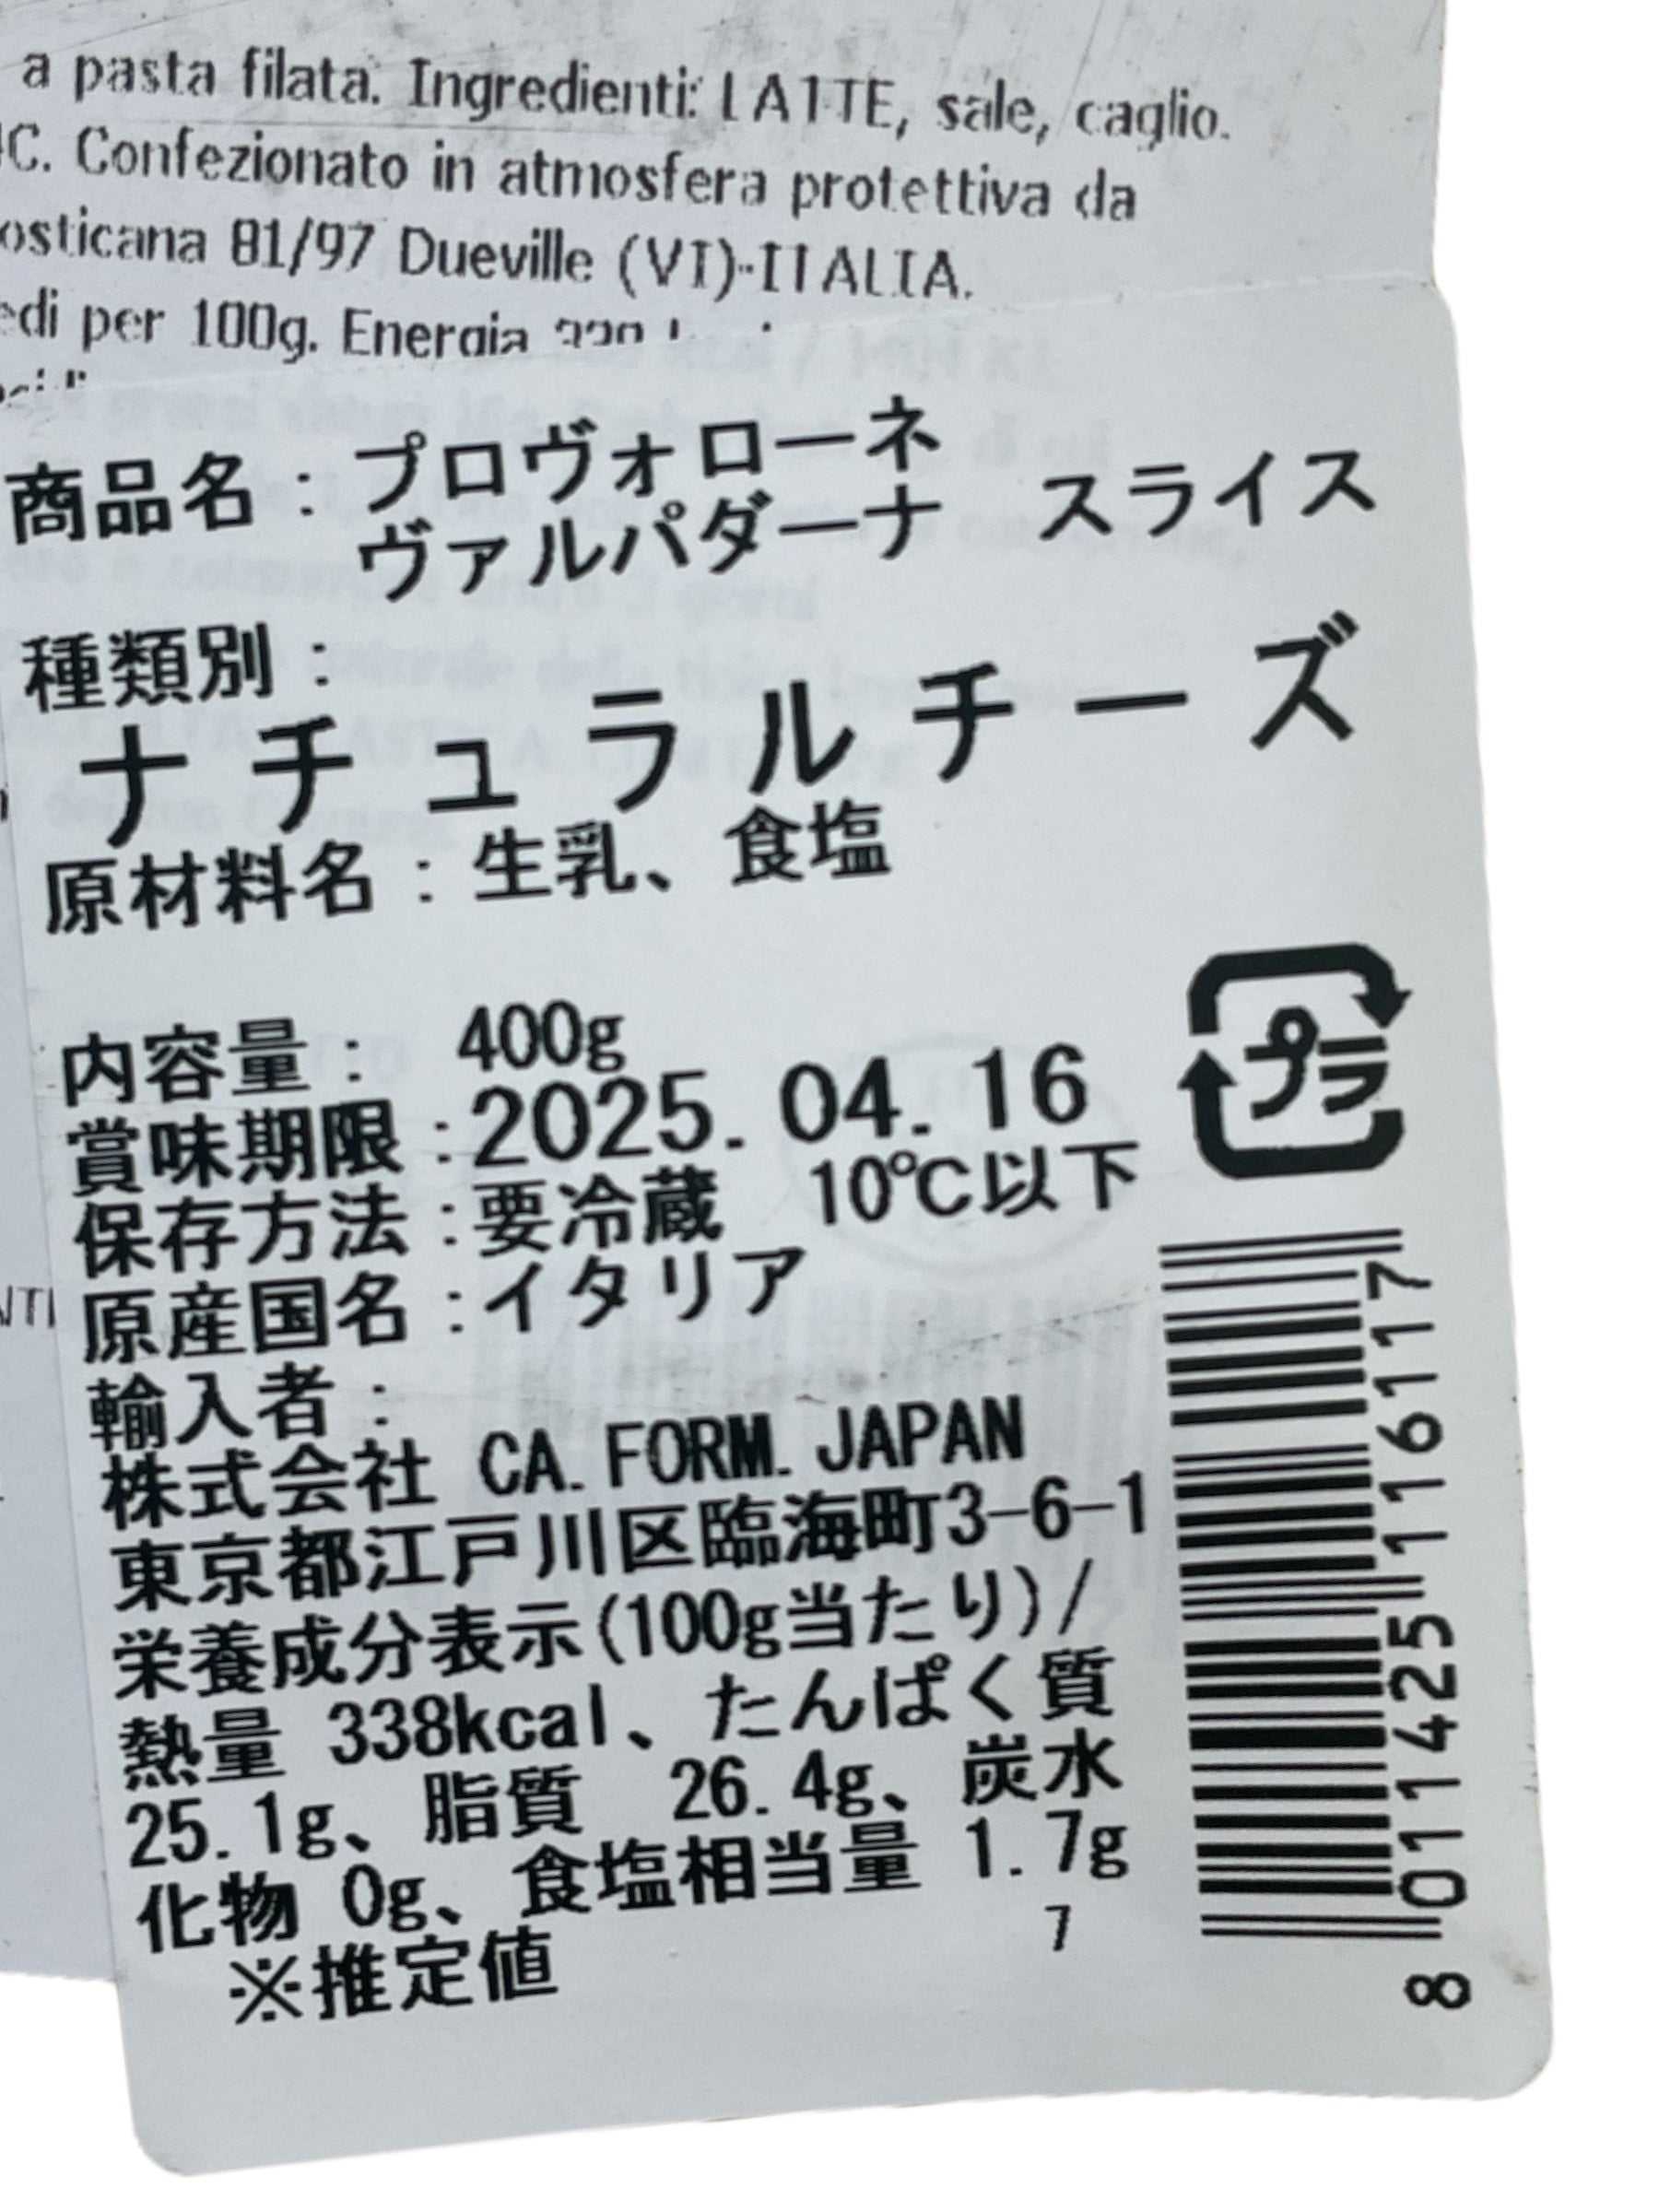 a pasta filata. Ingredienti: LATTE, sale, caglio.
C. Confezionato in atmosfera protettiva da
osticana 81/97 Dueville (VI)-ITALIA.
edi per 100g. Energia
商品名：プロヴォローネ
ヴァルパダーナ　スライス
種類別：
ナチュラルチーズ
原材料名：生乳、食塩
内容量：　400g
賞味期限：2025. 04. 16
保存方法：要冷蔵　10℃以下
原産国名：イタリア
輸入者：
株式会社 CA. FORM. JAPAN
東京都江戸川区臨海町3-6-1
栄養成分表示(100g当たり)/
熱量 338kcal、たんぱく質
25.1g、脂質　26.4g、炭水
化物 0g、食塩相当量 1.7g
7
※推定値
プラ
8 011425 116117